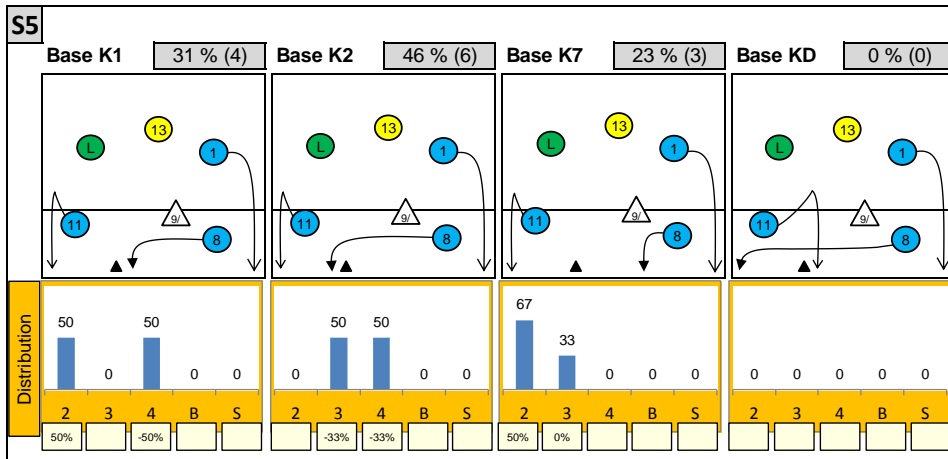 S5
Base K1 31 % (4) Base K2 46 % (6) Base K7 23 % (3) Base KD 0 % (0)
13 13 13 13
L 1 L 1 L 1 L 1
11 9/ 8 11 9/ 8 11 9/ 8 11 9/ 8
Distribution
50 0 50 0 0 0 50 50 0 0 67 33 0 0 0 0 0 0 0 0
2 3 4 B S 2 3 4 B S 2 3 4 B S 2 3 4 B S
50% -50% -33% -33% 50% 0%